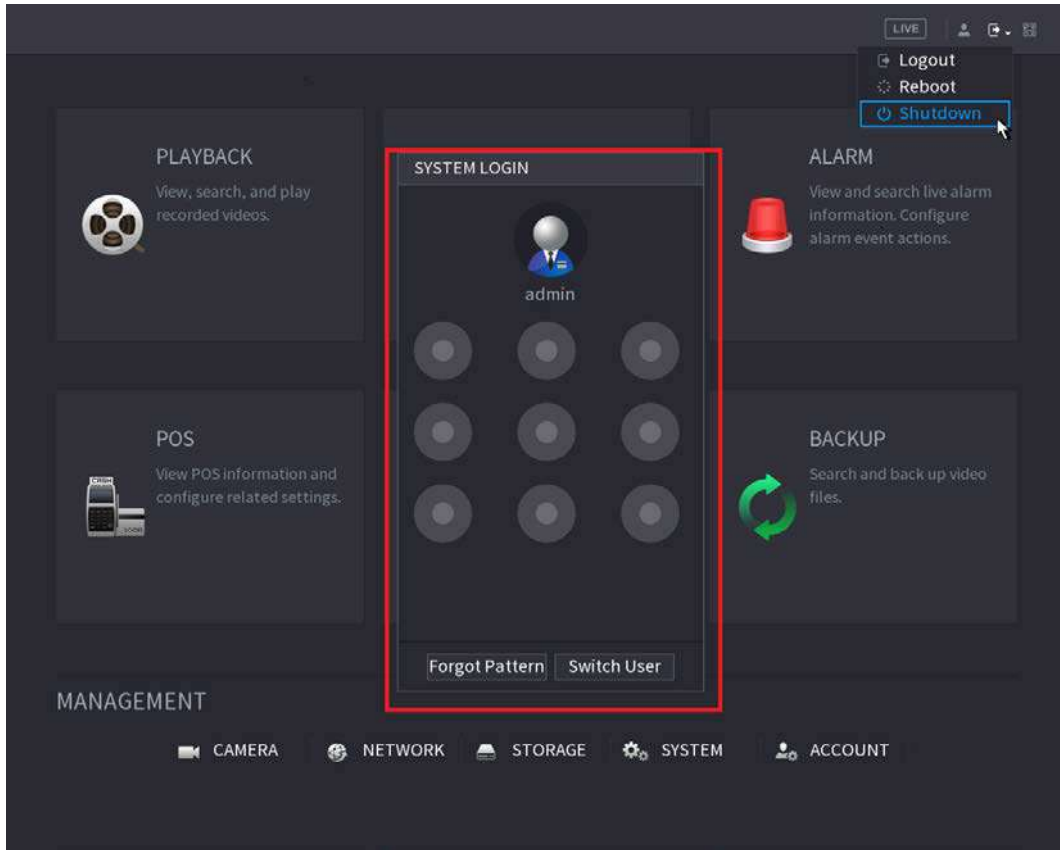 LIVE
Logout
Reboot
Shutdown
PLAYBACK
View, search, and play
recorded videos.
SYSTEM LOGIN
admin
Forgot Pattern
Switch User
ALARM
View and search live alarm
information. Configure
alarm event actions.
POS
View POS information and
configure related settings.
CASH
BACKUP
Search and back up video
files.
MANAGEMENT
CAMERA
NETWORK
STORAGE
SYSTEM
ACCOUNT